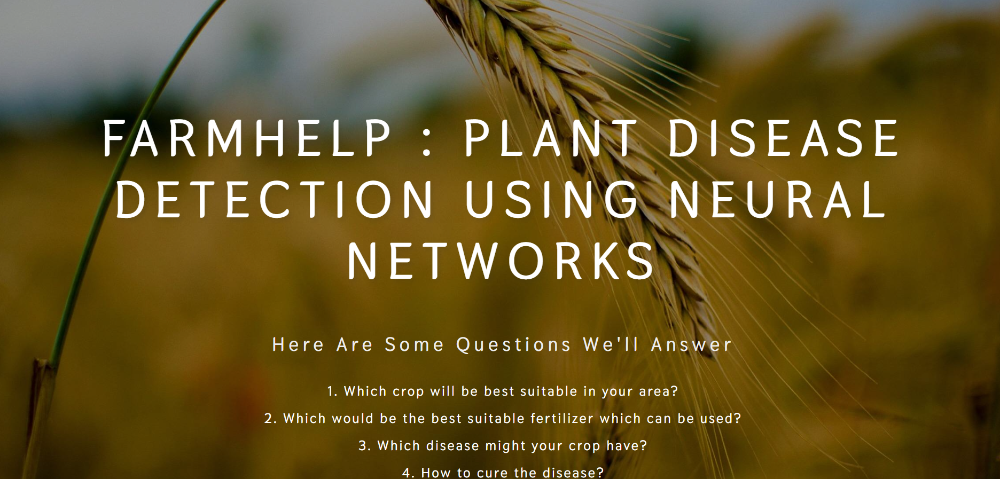 FARMHELP : PLANT DISEASE
DETECTION USING NEURAL
NETWORKS
Here Are Some Questions We'll Answer
1. Which crop will be best suitable in your area?
2. Which would be the best suitable fertilizer which can be used?
3. Which disease might your crop have?
4. How to cure the disease?